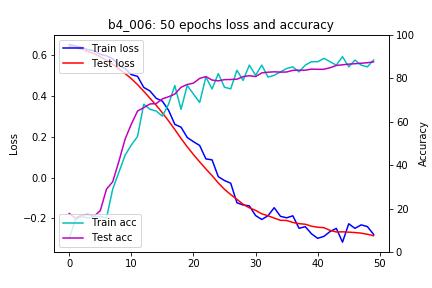 b4_006: 50 epochs loss and accuracy
Train loss
Test loss
Train acc
Test acc
Loss
Accuracy
0.6
0.4
0.2
0.0
−0.2
100
80
60
40
20
0
0 10 20 30 40 50